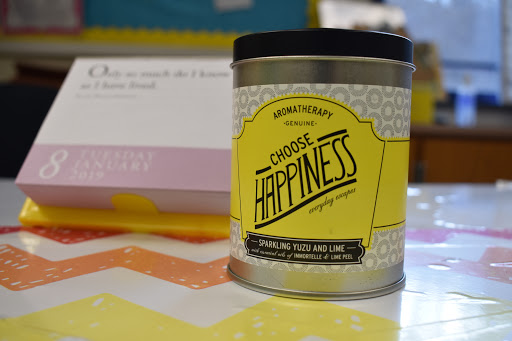 Only so much do I know
as I have lived.
8
TUESDAY
JANUARY
2019
AROMATHERAPY
·GENUINE·
CHOOSE
HAPPINESS
everyday escapes
SPARKLING YUZU AND LIME
with essential oils of IMMORTELLE & LIME PEEL